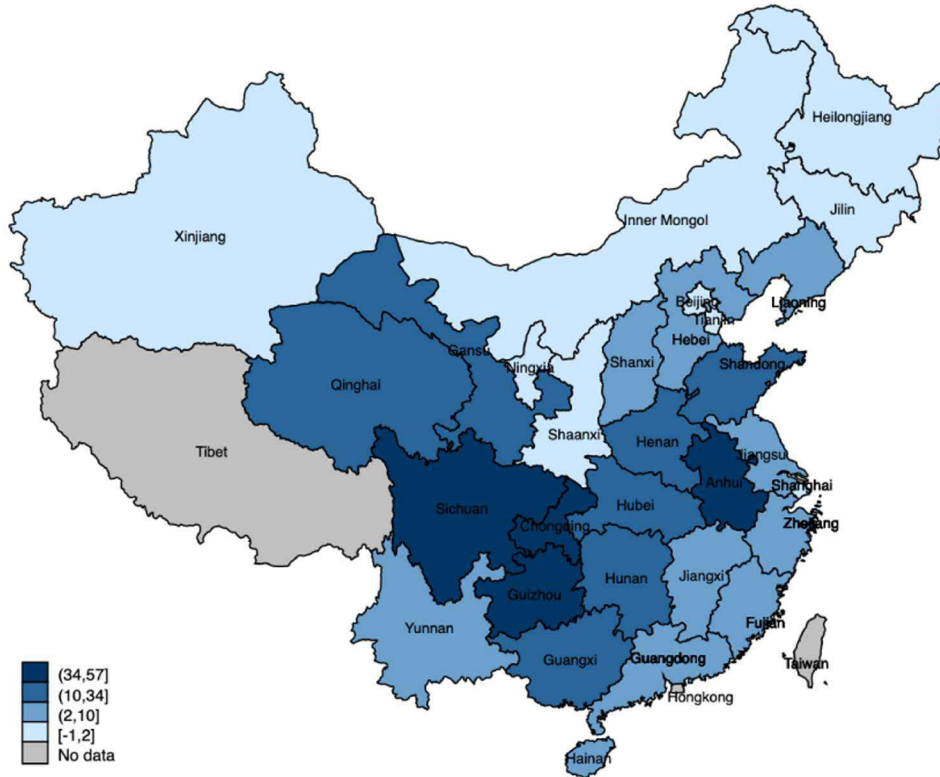 Heilongjiang
Jilin
Inner Mongol
Xinjiang
Beijing
Liaoning
Tianjin
Hebei
Gansu
Ningxia
Shanxi
Shandong
Qinghai
Shaanxi
Henan
Tibet
Jiangsu
Anhui
Shanghai
Sichuan
Hubei
Chongqing
Zhejiang
Guizhou
Hunan
Jiangxi
Yunnan
Fujian
Guangxi
Guangdong
Taiwan
Hongkong
Hainan
(34,57]
(10,34]
(2,10]
[-1,2]
No data